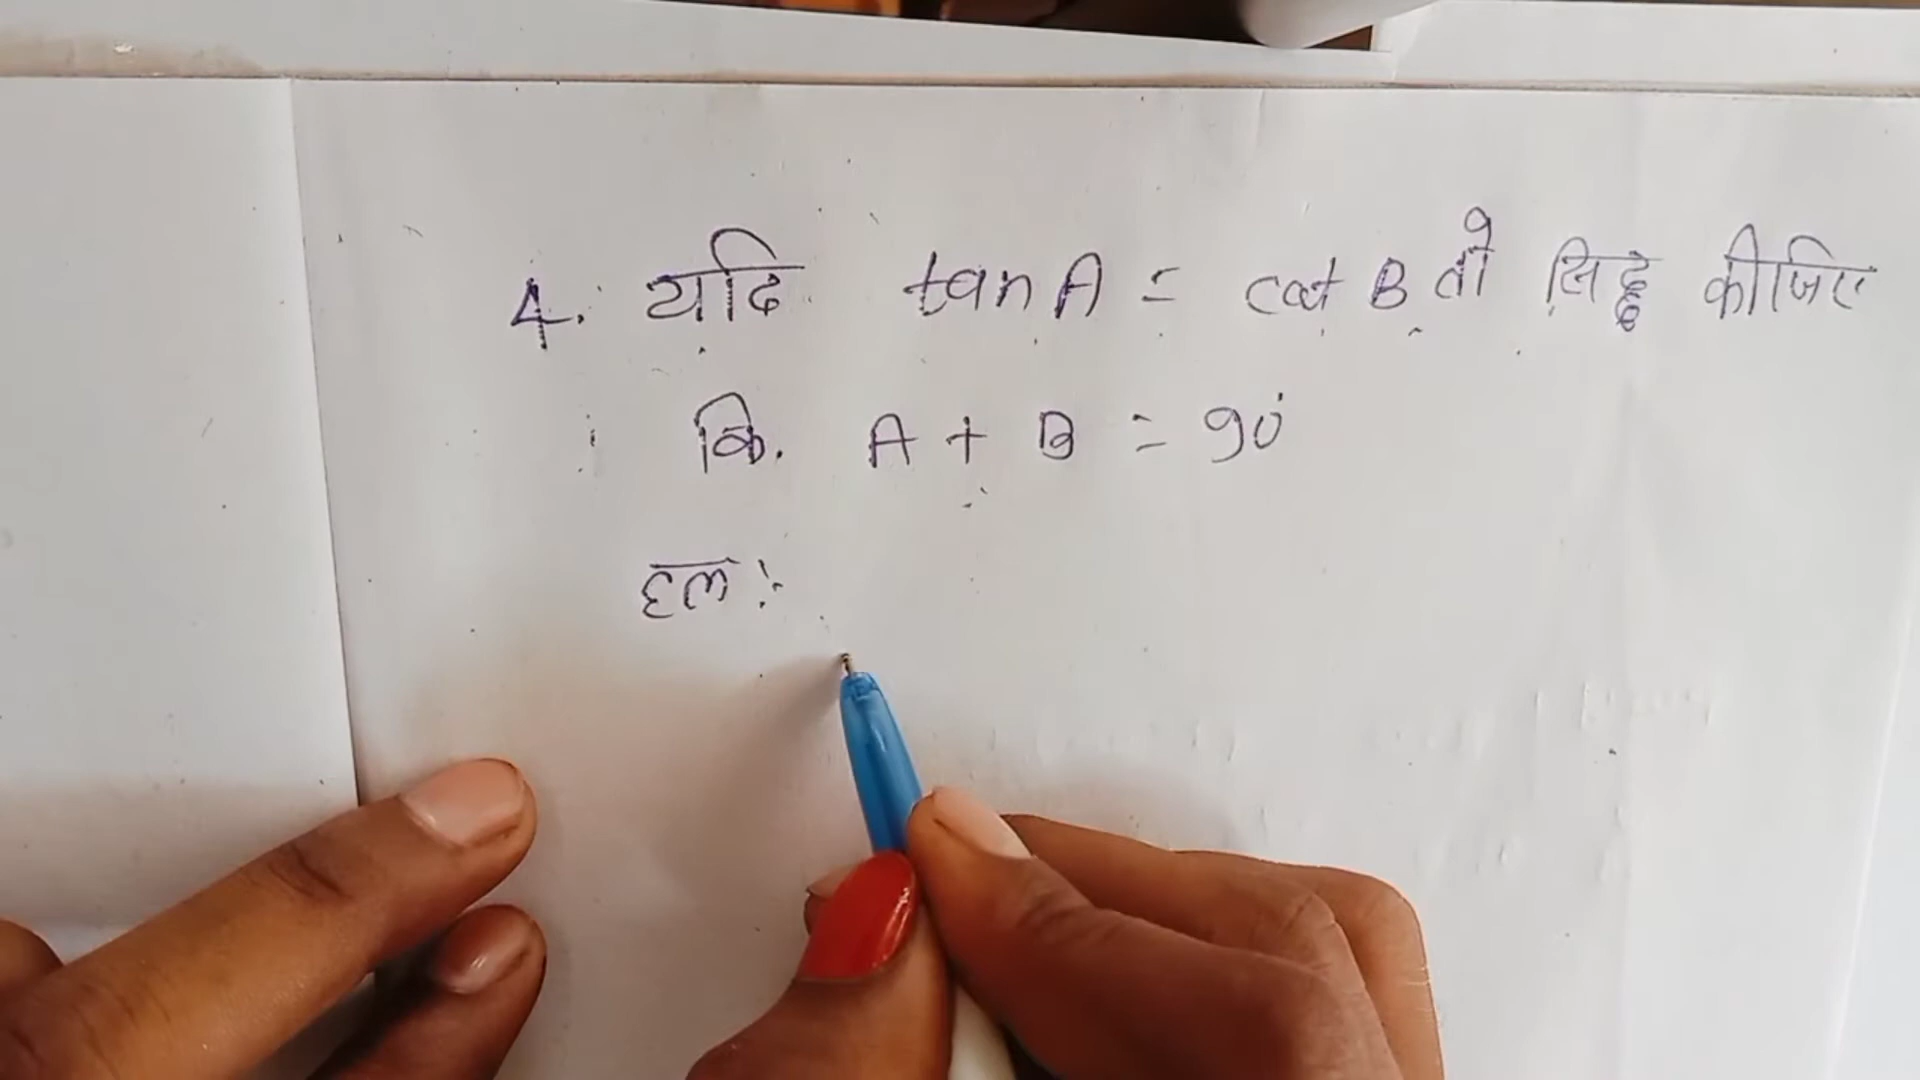 4. यदि tan A = cot B तो सिद्ध कीजिए
कि. A + B = 90°
हल :-